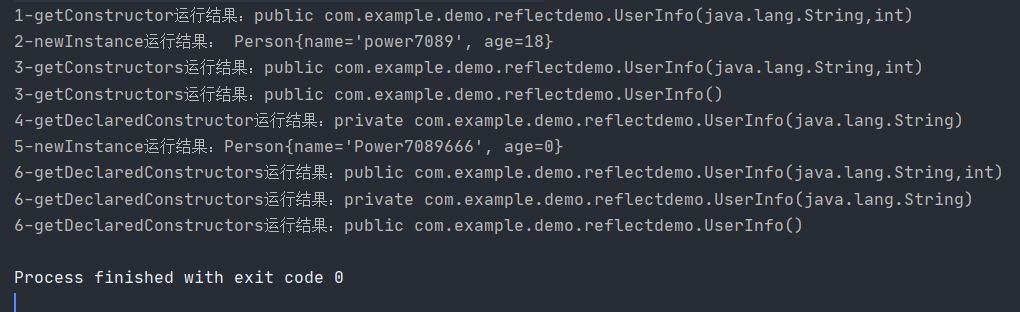 1-getConstructor运行结果：public com.example.demo.reflectdemo.UserInfo(java.lang.String,int)
2-newInstance运行结果： Person{name='power7089', age=18}
3-getConstructors运行结果：public com.example.demo.reflectdemo.UserInfo(java.lang.String,int)
3-getConstructors运行结果：public com.example.demo.reflectdemo.UserInfo()
4-getDeclaredConstructor运行结果：private com.example.demo.reflectdemo.UserInfo(java.lang.String)
5-newInstance运行结果：Person{name='Power7089666', age=0}
6-getDeclaredConstructors运行结果：public com.example.demo.reflectdemo.UserInfo(java.lang.String,int)
6-getDeclaredConstructors运行结果：private com.example.demo.reflectdemo.UserInfo(java.lang.String)
6-getDeclaredConstructors运行结果：public com.example.demo.reflectdemo.UserInfo()
Process finished with exit code 0